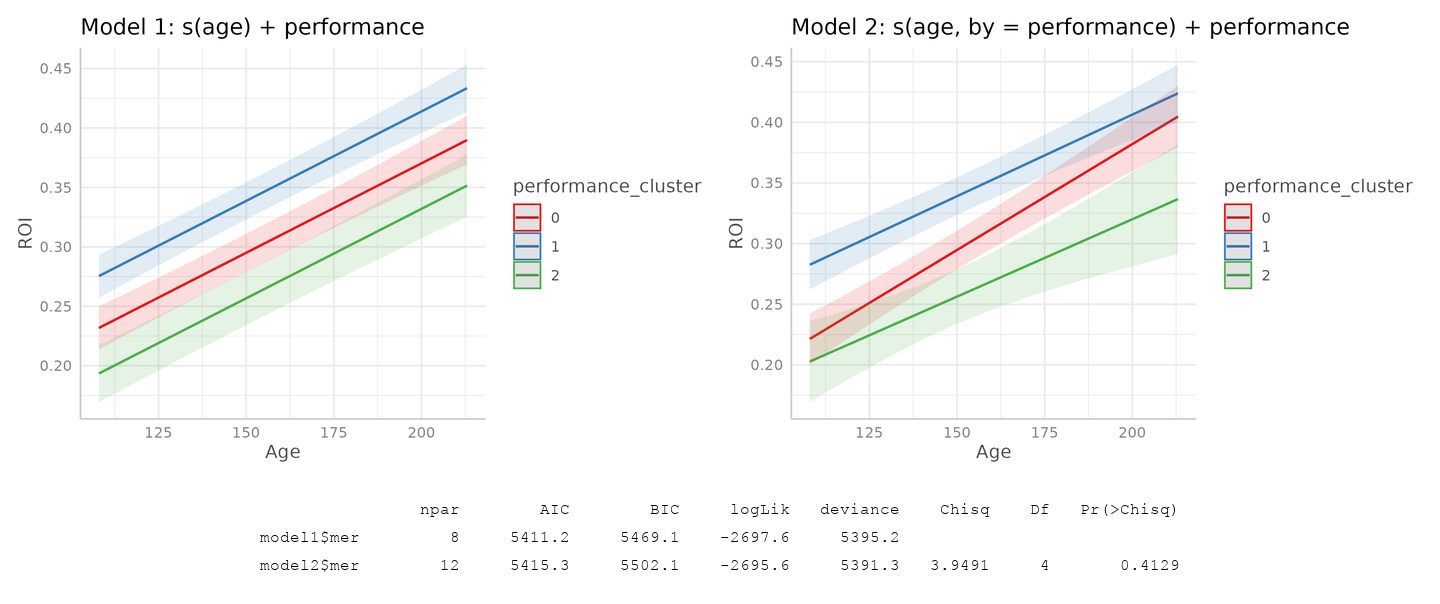 Model 1: s(age) + performance
0.45
0.40
0.35
0.30
0.25
0.20
ROI
125 150 175 200
Age
performance_cluster
0
1
2
Model 2: s(age, by = performance) + performance
0.45
0.40
0.35
0.30
0.25
0.20
ROI
125 150 175 200
Age
performance_cluster
0
1
2
npar AIC BIC logLik deviance Chisq Df Pr(>Chisq)
model1$mer 8 5411.2 5469.1 -2697.6 5395.2
model2$mer 12 5415.3 5502.1 -2695.6 5391.3 3.9491 4 0.4129